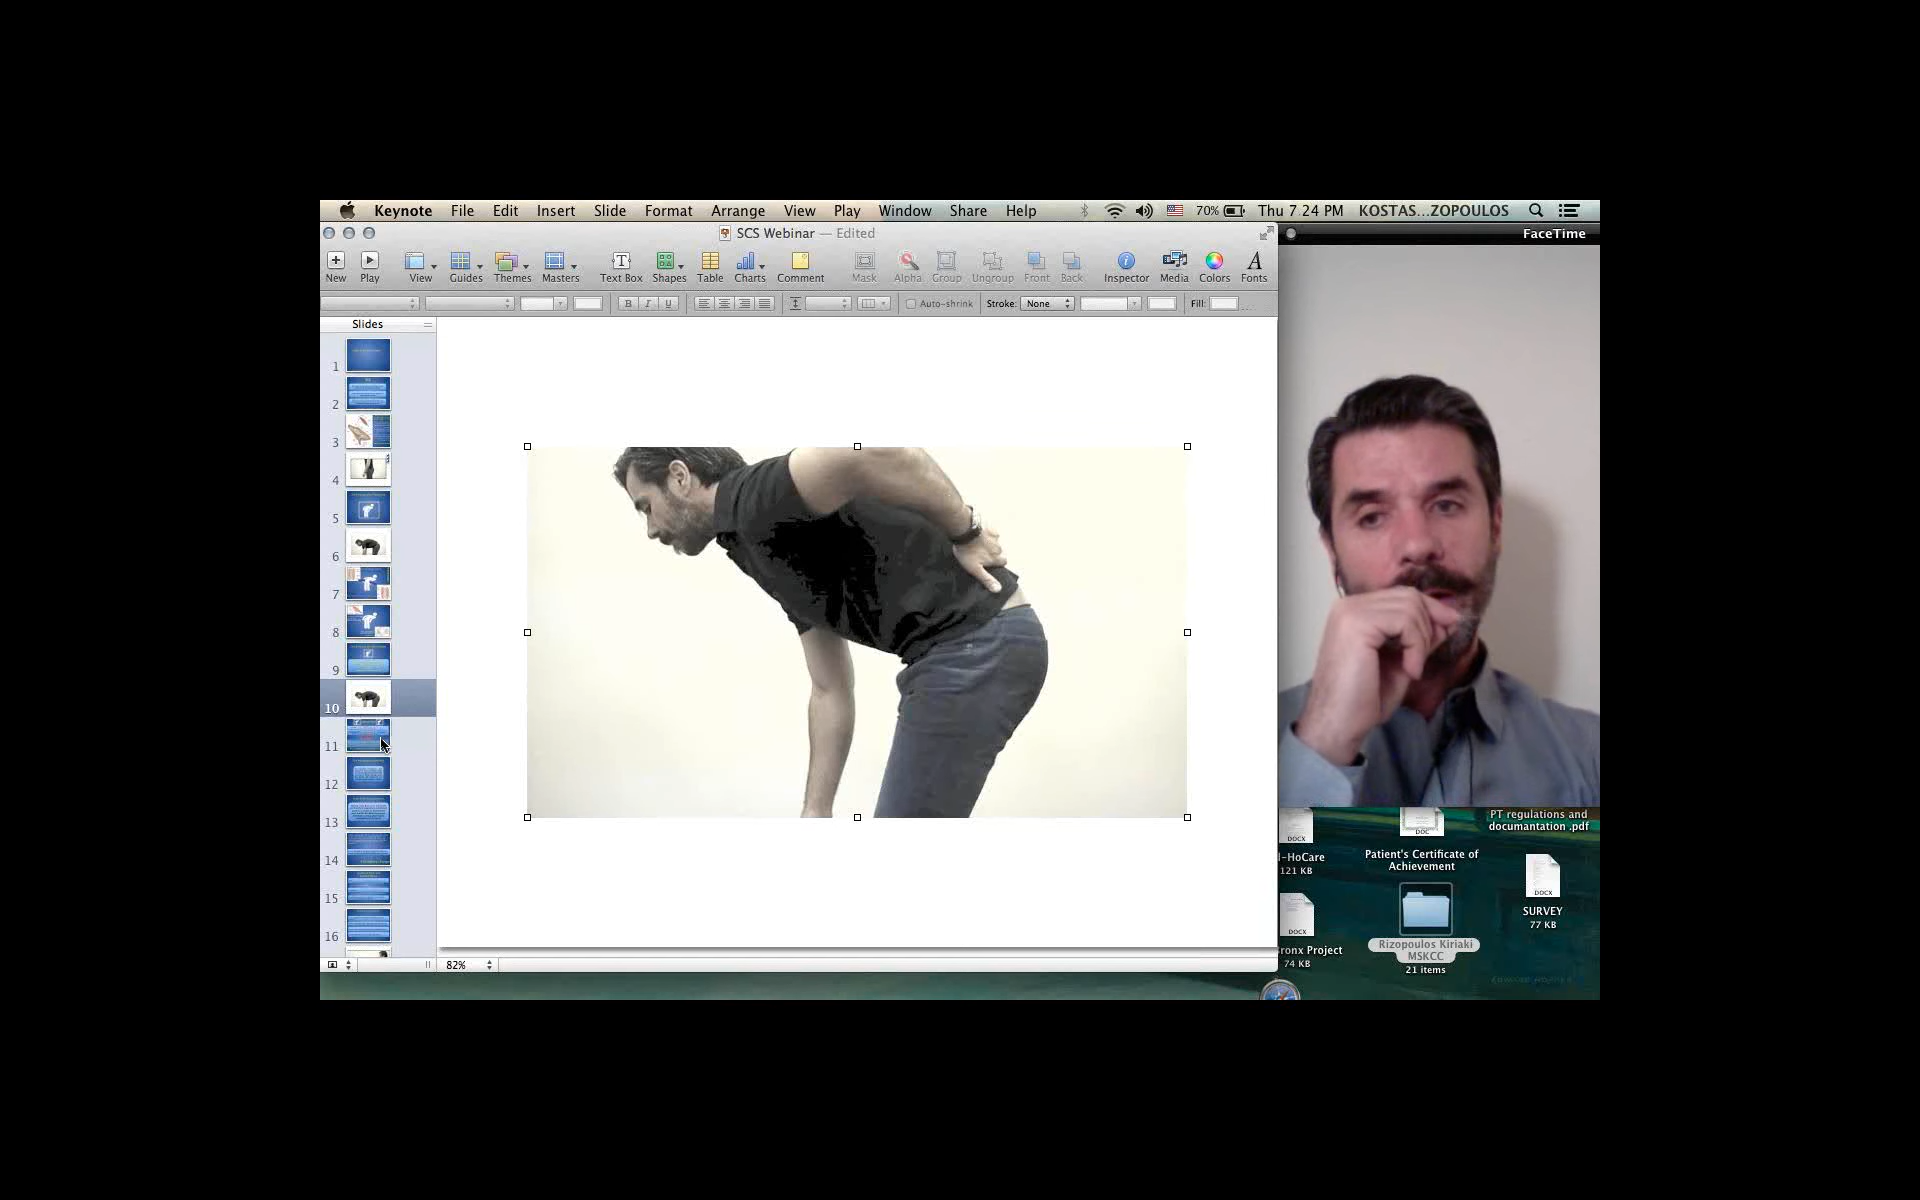 Keynote File Edit Insert Slide Format Arrange View Play Window Share Help 70% Thu 7:24 PM KOSTAS...ZOPOULOS
SCS Webinar — Edited
FaceTime
New Play View Guides Themes Masters Text Box Shapes Table Charts Comment Mask Alpha Group Ungroup Front Back Inspector Media Colors Fonts
B I U Auto-shrink Stroke: None Fill:
Slides
1
2
3
4
5
6
7
8
9
10
11
12
13
14
15
16
82%
PT regulations and
documantation .pdf
DOCX
DOC
I-HoCare
121 KB
Patient's Certificate of
Achievement
DOCX
SURVEY
77 KB
DOCX
ronx Project
74 KB
Rizopoulos Kiriaki
MSKCC
21 items